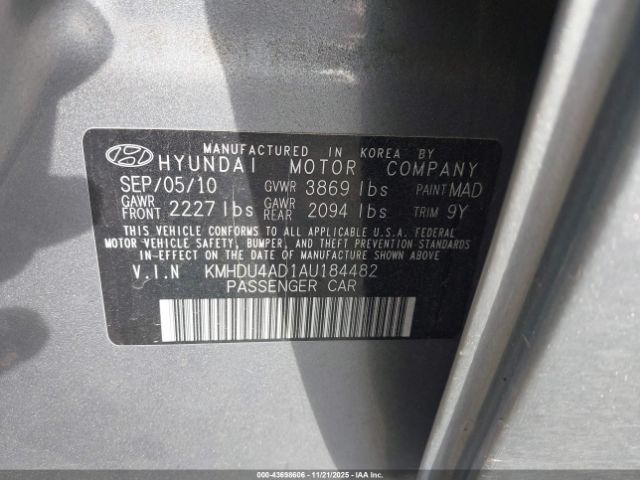 MANUFACTURED IN KOREA BY
HYUNDAI MOTOR COMPANY
SEP/05/10 GVWR 3869 lbs PAINT MAD
GAWR FRONT 2227 lbs GAWR REAR 2094 lbs TRIM 9Y
THIS VEHICLE CONFORMS TO ALL APPLICABLE U.S.A. FEDERAL
MOTOR VEHICLE SAFETY, BUMPER, AND THEFT PREVENTION STANDARDS
IN EFFECT ON THE DATE OF MANUFACTURE SHOWN ABOVE.
V.I.N KMHDU4AD1AU184482
PASSENGER CAR
000-43698606 - 11/21/2025 - IAAI.COM